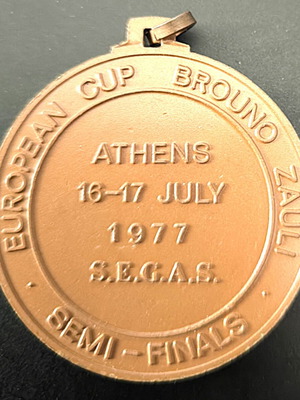 EUROPEAN CUP BROUNO ZAULI
ATHENS
16-17 JULY
1977
S.E.G.A.S.
· SEMI-FINALS ·